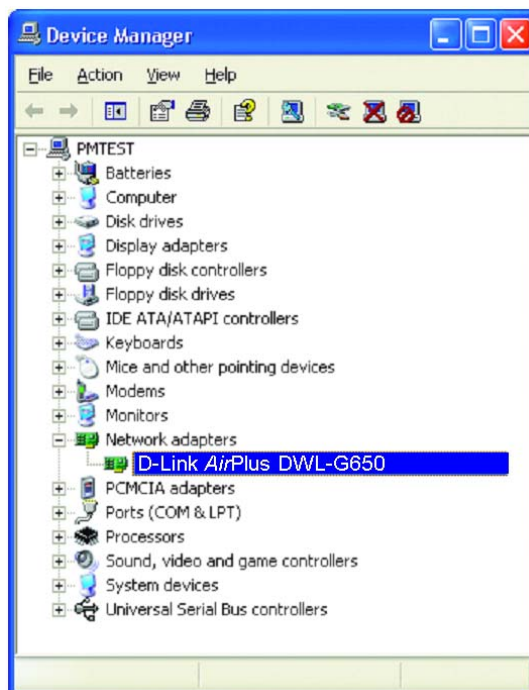 Device Manager
File Action View Help
PMTEST
Batteries
Computer
Disk drives
Display adapters
Floppy disk controllers
Floppy disk drives
IDE ATA/ATAPI controllers
Keyboards
Mice and other pointing devices
Modems
Monitors
Network adapters
D-Link AirPlus DWL-G650
PCMCIA adapters
Ports (COM & LPT)
Processors
Sound, video and game controllers
System devices
Universal Serial Bus controllers